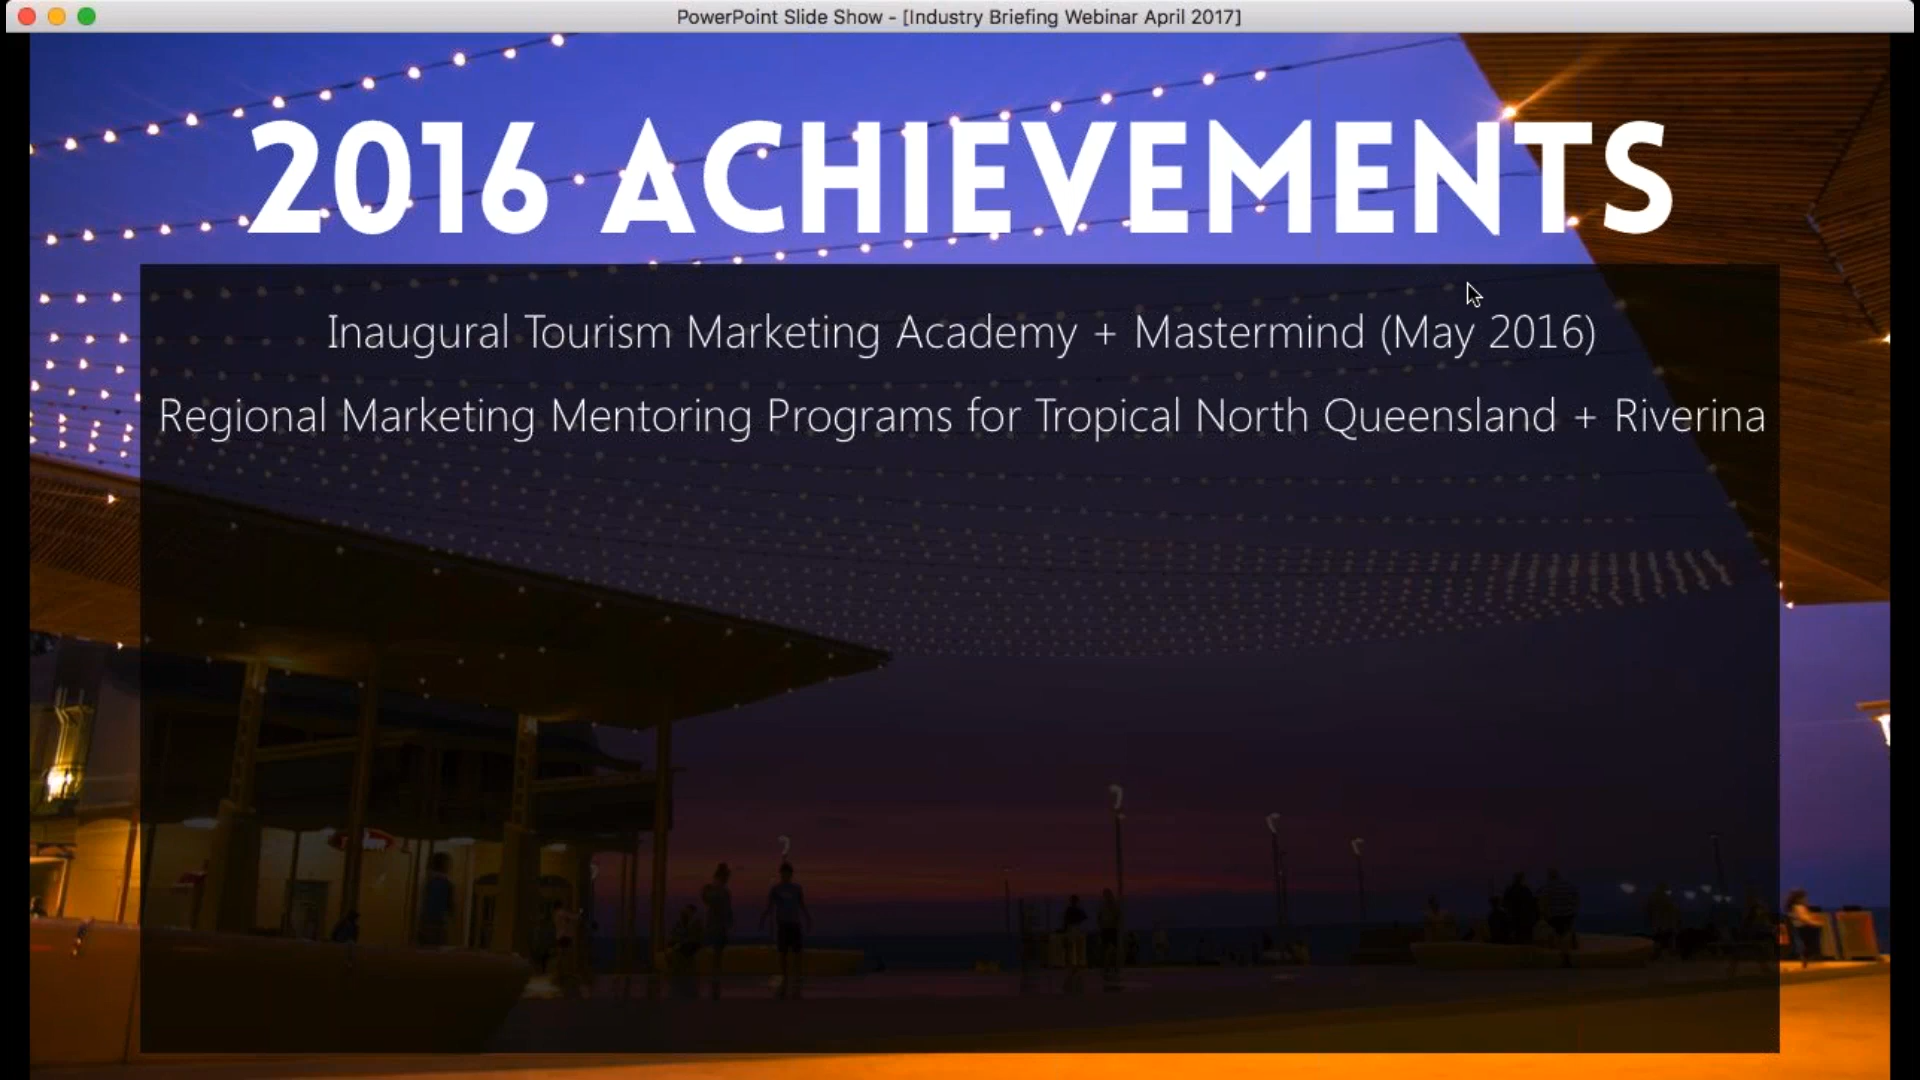 PowerPoint Slide Show - [Industry Briefing Webinar April 2017]
2016 ACHIEVEMENTS
Inaugural Tourism Marketing Academy + Mastermind (May 2016)
Regional Marketing Mentoring Programs for Tropical North Queensland + Riverina